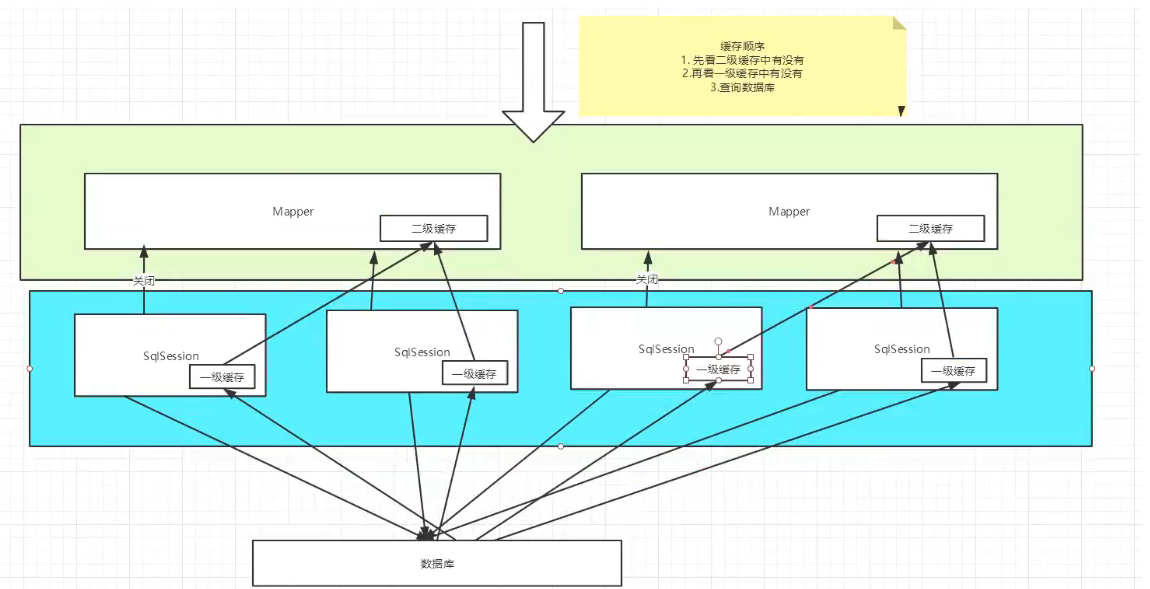 缓存顺序
1. 先看二级缓存中有没有
2.再看一级缓存中有没有
3.查询数据库
Mapper
二级缓存
Mapper
二级缓存
关闭
关闭
SqlSession
一级缓存
SqlSession
一级缓存
SqlSession
一级缓存
SqlSession
一级缓存
数据库